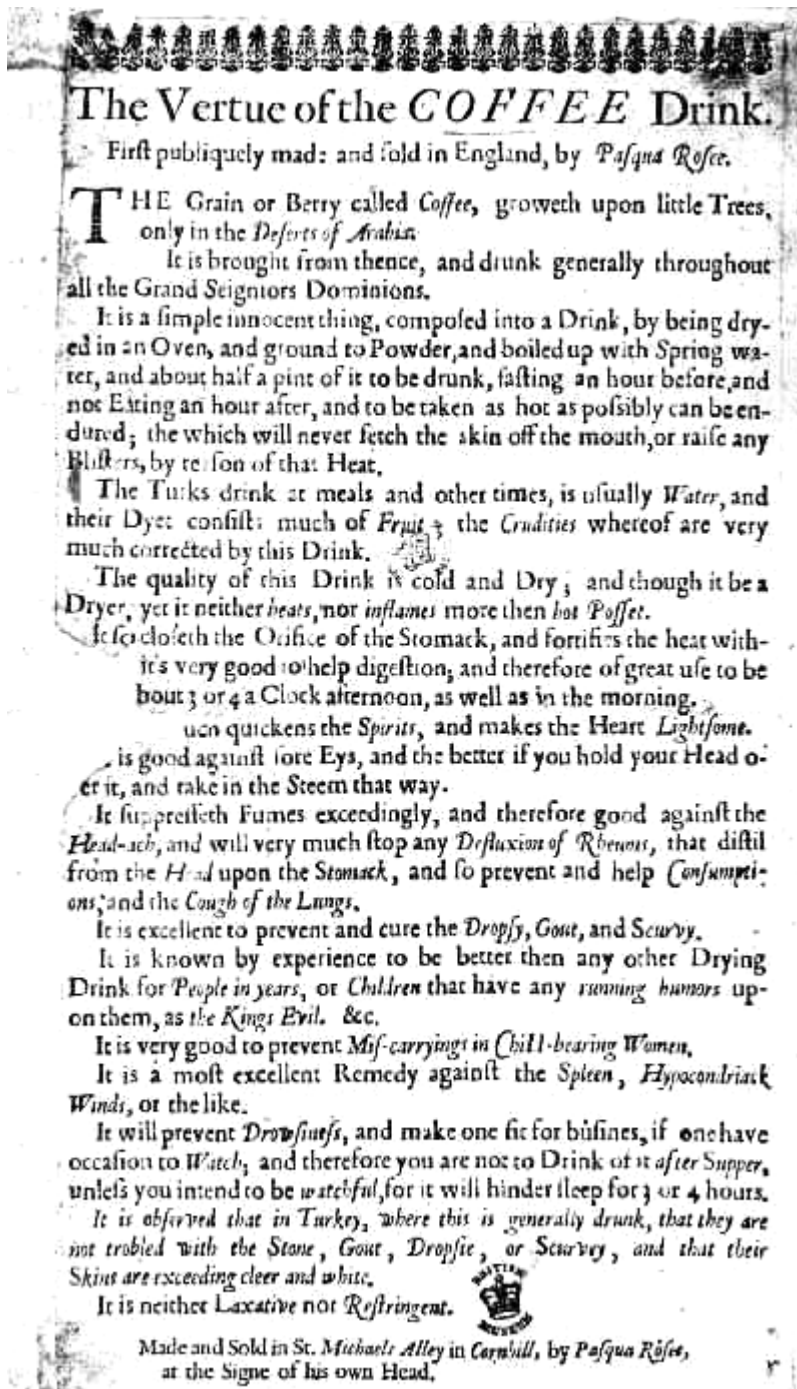 The Vertue of the COFFEE Drink.
Firſt publiquely made and ſold in England, by Paſqua Roſee.
THE Grain or Berry called Coffee, groweth upon little Trees,
only in the Deſerts of Arabia.
It is brought from thence, and drunk generally throughout
all the Grand Seigniors Dominions.
It is a ſimple innocent thing, compoſed into a Drink, by being dry-
ed in an Oven, and ground to Powder, and boiled up with Spring wa-
ter, and about half a pint of it to be drunk, faſting an hour before, and
not Eating an hour after, and to be taken as hot as poſsibly can be en-
dured; the which will never fetch the skin off the mouth, or raiſe any
Bliſters, by reaſon of that Heat.
The Turks drink at meals and other times, is uſually Water, and
their Dyet conſiſts much of Fruit; the Crudities whereof are very
much corrected by this Drink.
The quality of this Drink is cold and Dry; and though it be a
Dryer, yet it neither heats, nor inflames more then hot Poſſet.
It cloſeth the Orifice of the Stomack, and fortifies the heat with-
it's very good to help digeſtion; and therefore of great uſe to be
bout 3 or 4 a Clock afternoon, as well as in the morning.
quickens the Spirits, and makes the Heart Lightſome.
is good againſt ſore Eys, and the better if you hold your Head o-
er it, and take in the Steem that way.
It ſuppreſſeth Fumes exceedingly, and therefore good againſt the
Head-ach, and will very much ſtop any Defluxion of Rheums, that diſtil
from the Head upon the Stomack, and ſo prevent and help Conſumpti-
ons; and the Cough of the Lungs.
It is excellent to prevent and cure the Dropſy, Gout, and Scurvy.
It is known by experience to be better then any other Drying
Drink for People in years, or Children that have any running humors up-
on them, as the Kings Evil. &c.
It is very good to prevent Miſ-carryings in Child-bearing Women.
It is a moſt excellent Remedy againſt the Spleen, Hypocondriack
Winds, or the like.
It will prevent Drowſineſs, and make one fit for buſines, if one have
occaſion to Watch; and therefore you are not to Drink of it after Supper,
unleſs you intend to be watchful, for it will hinder ſleep for 3 or 4 hours.
It is obſerved that in Turkey, where this is generally drunk, that they are
not trobled with the Stone, Gout, Dropſie, or Scurvey, and that their
Skins are exceeding cleer and white.
It is neither Laxative nor Reſtringent.
BRITISH
MUSEUM
Made and Sold in St. Michaels Alley in Cornhill, by Paſqua Roſee,
at the Signe of his own Head.